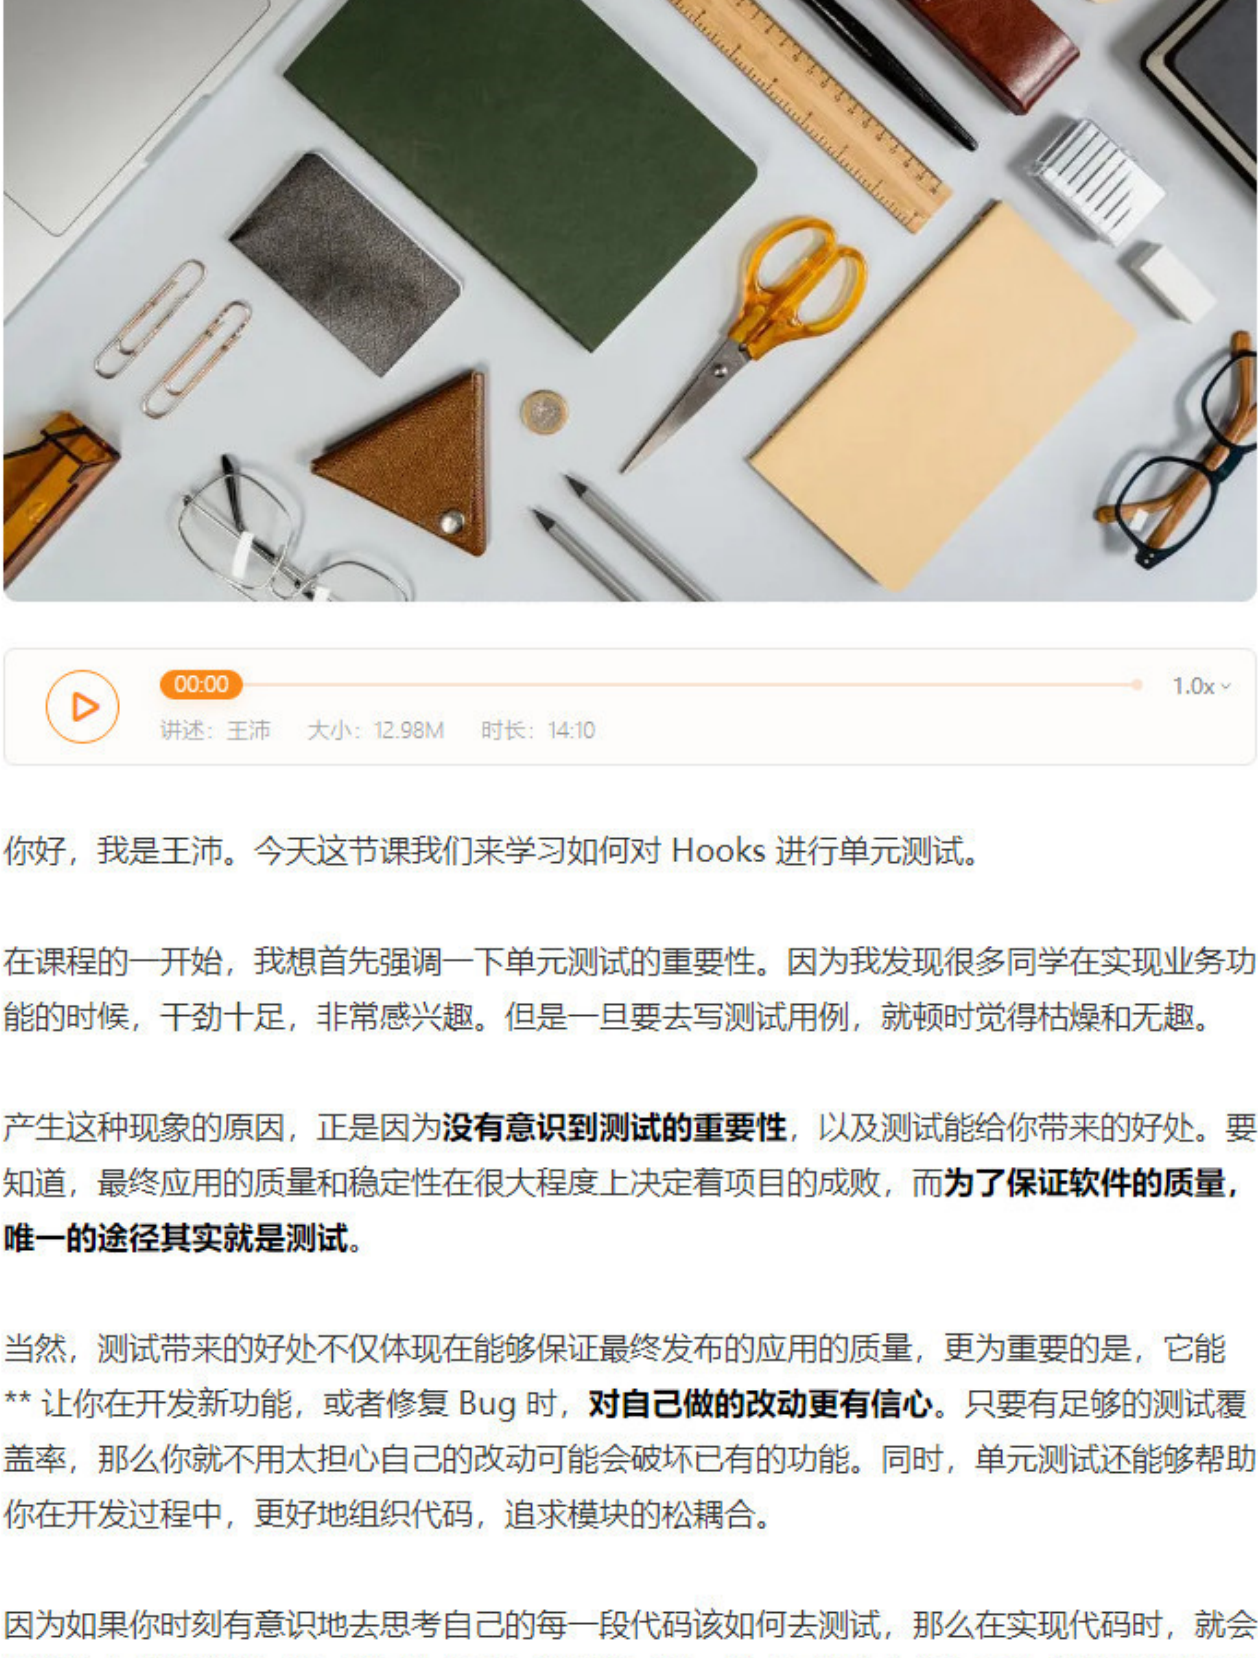 00:00
1.0x
讲述：王沛 大小：12.98M 时长：14:10
你好，我是王沛。今天这节课我们来学习如何对 Hooks 进行单元测试。
在课程的一开始，我想首先强调一下单元测试的重要性。因为我发现很多同学在实现业务功
能的时候，干劲十足，非常感兴趣。但是一旦要去写测试用例，就顿时觉得枯燥和无趣。
产生这种现象的原因，正是因为没有意识到测试的重要性，以及测试能给你带来的好处。要
知道，最终应用的质量和稳定性在很大程度上决定着项目的成败，而为了保证软件的质量，
唯一的途径其实就是测试。
当然，测试带来的好处不仅体现在能够保证最终发布的应用的质量，更为重要的是，它能
** 让你在开发新功能，或者修复 Bug 时，对自己做的改动更有信心。只要有足够的测试覆
盖率，那么你就不用太担心自己的改动可能会破坏已有的功能。同时，单元测试还能够帮助
你在开发过程中，更好地组织代码，追求模块的松耦合。
因为如果你时刻有意识地去思考自己的每一段代码该如何去测试，那么在实现代码时，就会